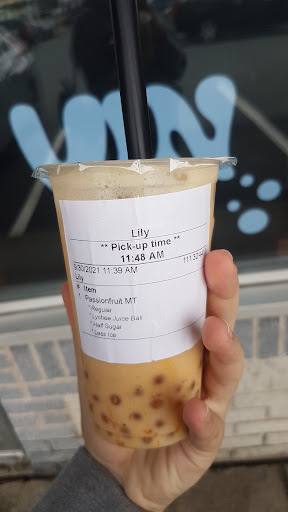 Lily
** Pick-up time **
11:48 AM
/30/2021 11:39 AM
Lily
# Item
1 Passionfruit MT
* Regular
* Lychee Juice Ball
* Half Sugar
* Less Ice